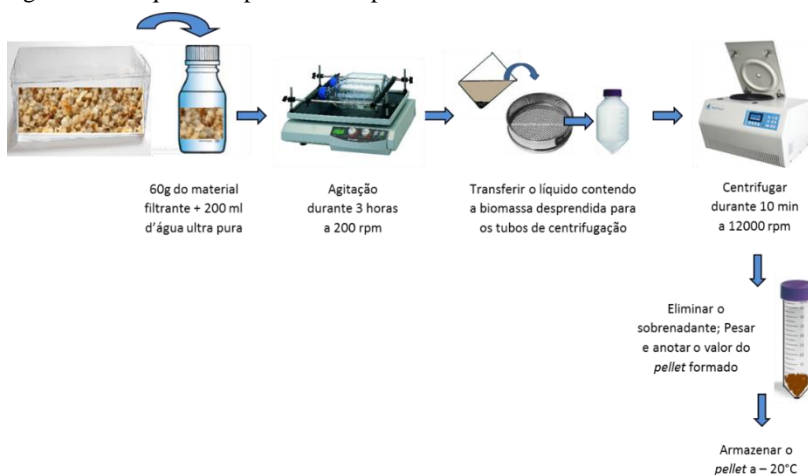 60g do material
filtrante + 200 ml
d'água ultra pura
Agitação
durante 3 horas
a 200 rpm
Transferir o líquido contendo
a biomassa desprendida para
os tubos de centrifugação
Centrifugar
durante 10 min
a 12000 rpm
Eliminar o
sobrenadante; Pesar
e anotar o valor do
pellet formado
Armazenar o
pellet a – 20°C